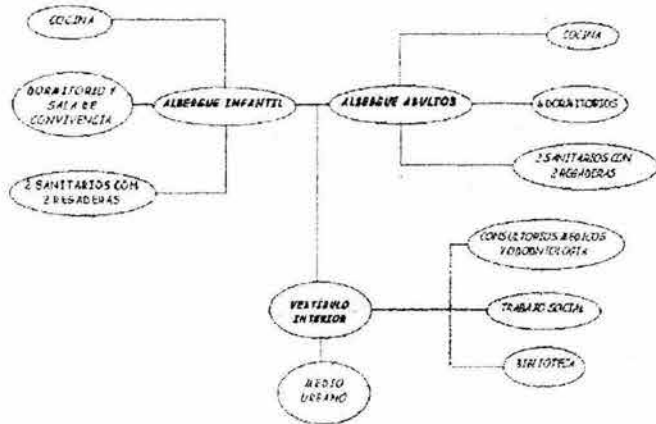 COCINA
DORMITORIO Y
SALA DE
CONVIVENCIA
2 SANITARIOS CON
2 REGADERAS
ALBERGUE INFANTIL
ALBERGUE ADULTOS
COCINA
DORMITORIOS
2 SANITARIOS CON
2 REGADERAS
CONSULTORIOS MEDICOS
Y ODONTOLOGIA
VESTIBULO
INTERIOR
TRABAJO SOCIAL
BIBLIOTECA
MEDIO
URBANO